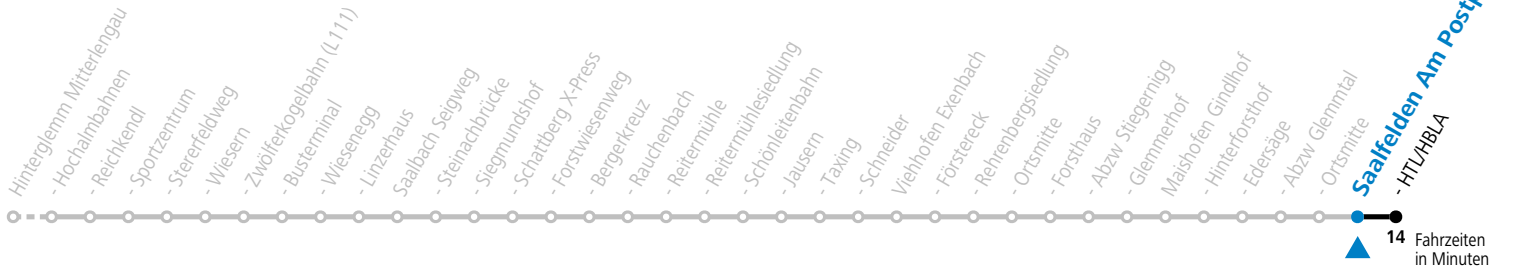 Hinterglemm Mitterlengau
- Hochalmbahnen
- Reichkendl
- Sportzentrum
- Stererfeldweg
- Wiesern
- Zwölferkogelbahn (L111)
- Busterminal
- Wiesenegg
- Linzerhaus
Saalbach Seigweg
- Steinachbrücke
- Siegmundshof
- Schattberg X-Press
- Forstwiesenweg
- Bergerkreuz
- Rauchenbach
- Reitermühle
- Reitermühlesiedlung
- Schönleitenbahn
- Jausern
- Taxing
- Schneider
Viehhofen Exenbach
- Förstereck
- Rehrenbergsiedlung
- Ortsmitte
- Forsthaus
- Abzw Stiegernigg
- Glemmerhof
Maishofen Gindlhof
- Hinterforsthof
- Edersäge
- Abzw Glemmtal
- Ortsmitte
Saalfelden Am Postp
- HTL/HBLA
14 Fahrzeiten
in Minuten